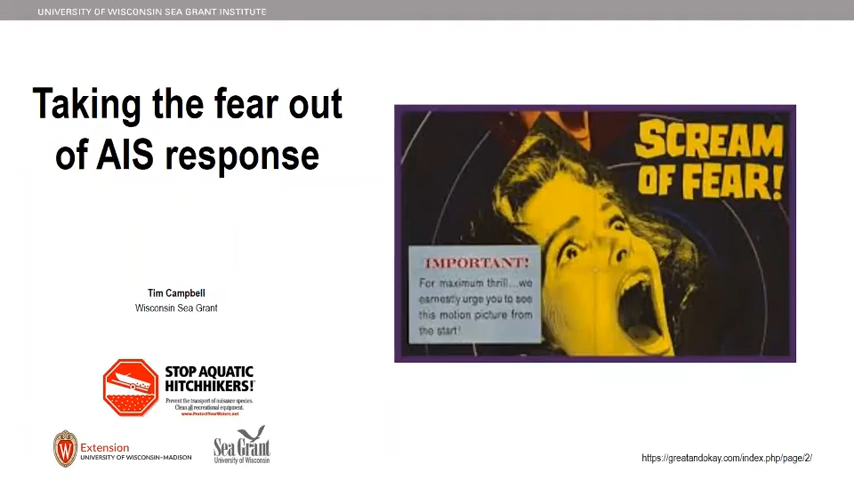 UNIVERSITY OF WISCONSIN SEA GRANT INSTITUTE
Taking the fear out
of AIS response
SCREAM
OF FEAR!
IMPORTANT!
For maximum thrill...we
earnestly urge you to see
this motion picture from
the start!
Tim Campbell
Wisconsin Sea Grant
STOP AQUATIC
HITCHHIKERS!
Prevent the transport of nuisance species.
Clean all recreational equipment.
www.ProtectYourWaters.net
Extension
UNIVERSITY OF WISCONSIN–MADISON
Sea Grant
University of Wisconsin
https://greatandokay.com/index.php/page/2/